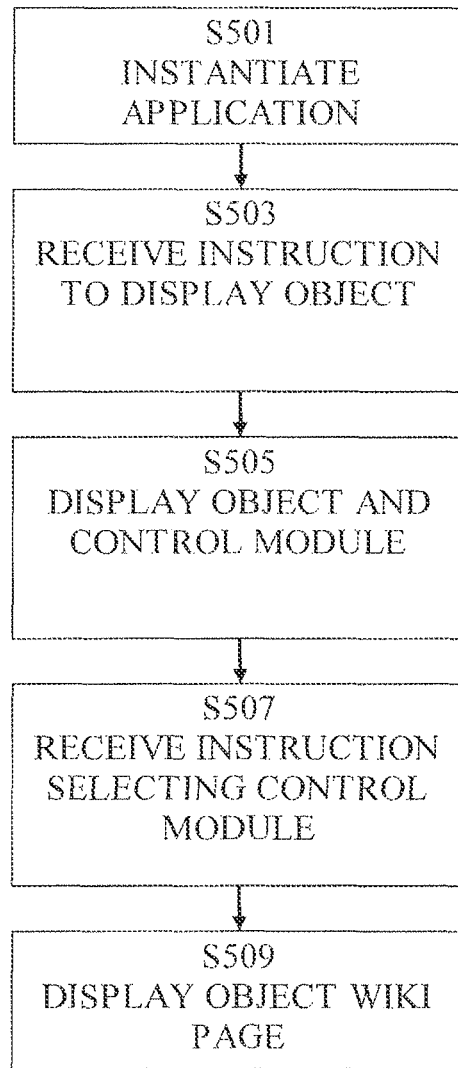 S501
INSTANTIATE
APPLICATION
S503
RECEIVE INSTRUCTION
TO DISPLAY OBJECT
S505
DISPLAY OBJECT AND
CONTROL MODULE
S507
RECEIVE INSTRUCTION
SELECTING CONTROL
MODULE
S509
DISPLAY OBJECT WIKI
PAGE